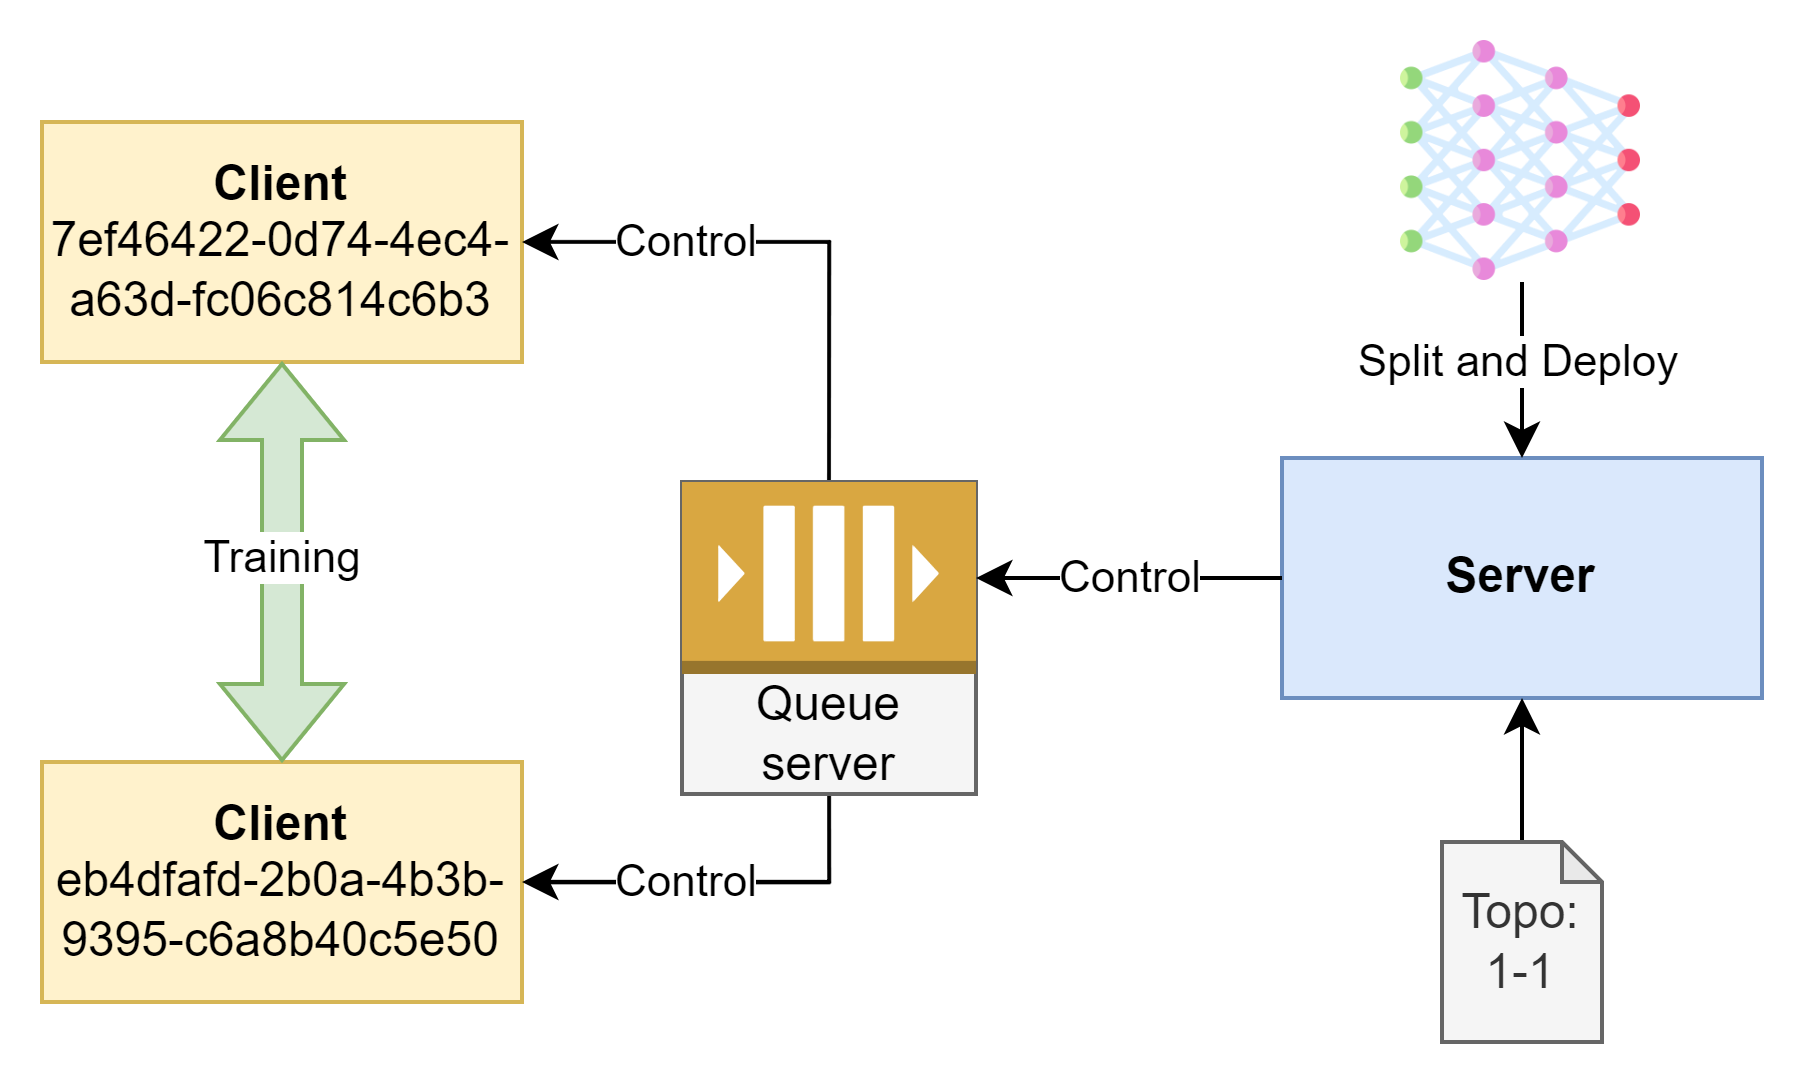 Client
7ef46422-0d74-4ec4-
a63d-fc06c814c6b3
Control
Split and Deploy
Training
Control
Server
Queue
server
Client
eb4dfafd-2b0a-4b3b-
9395-c6a8b40c5e50
Control
Topo:
1-1